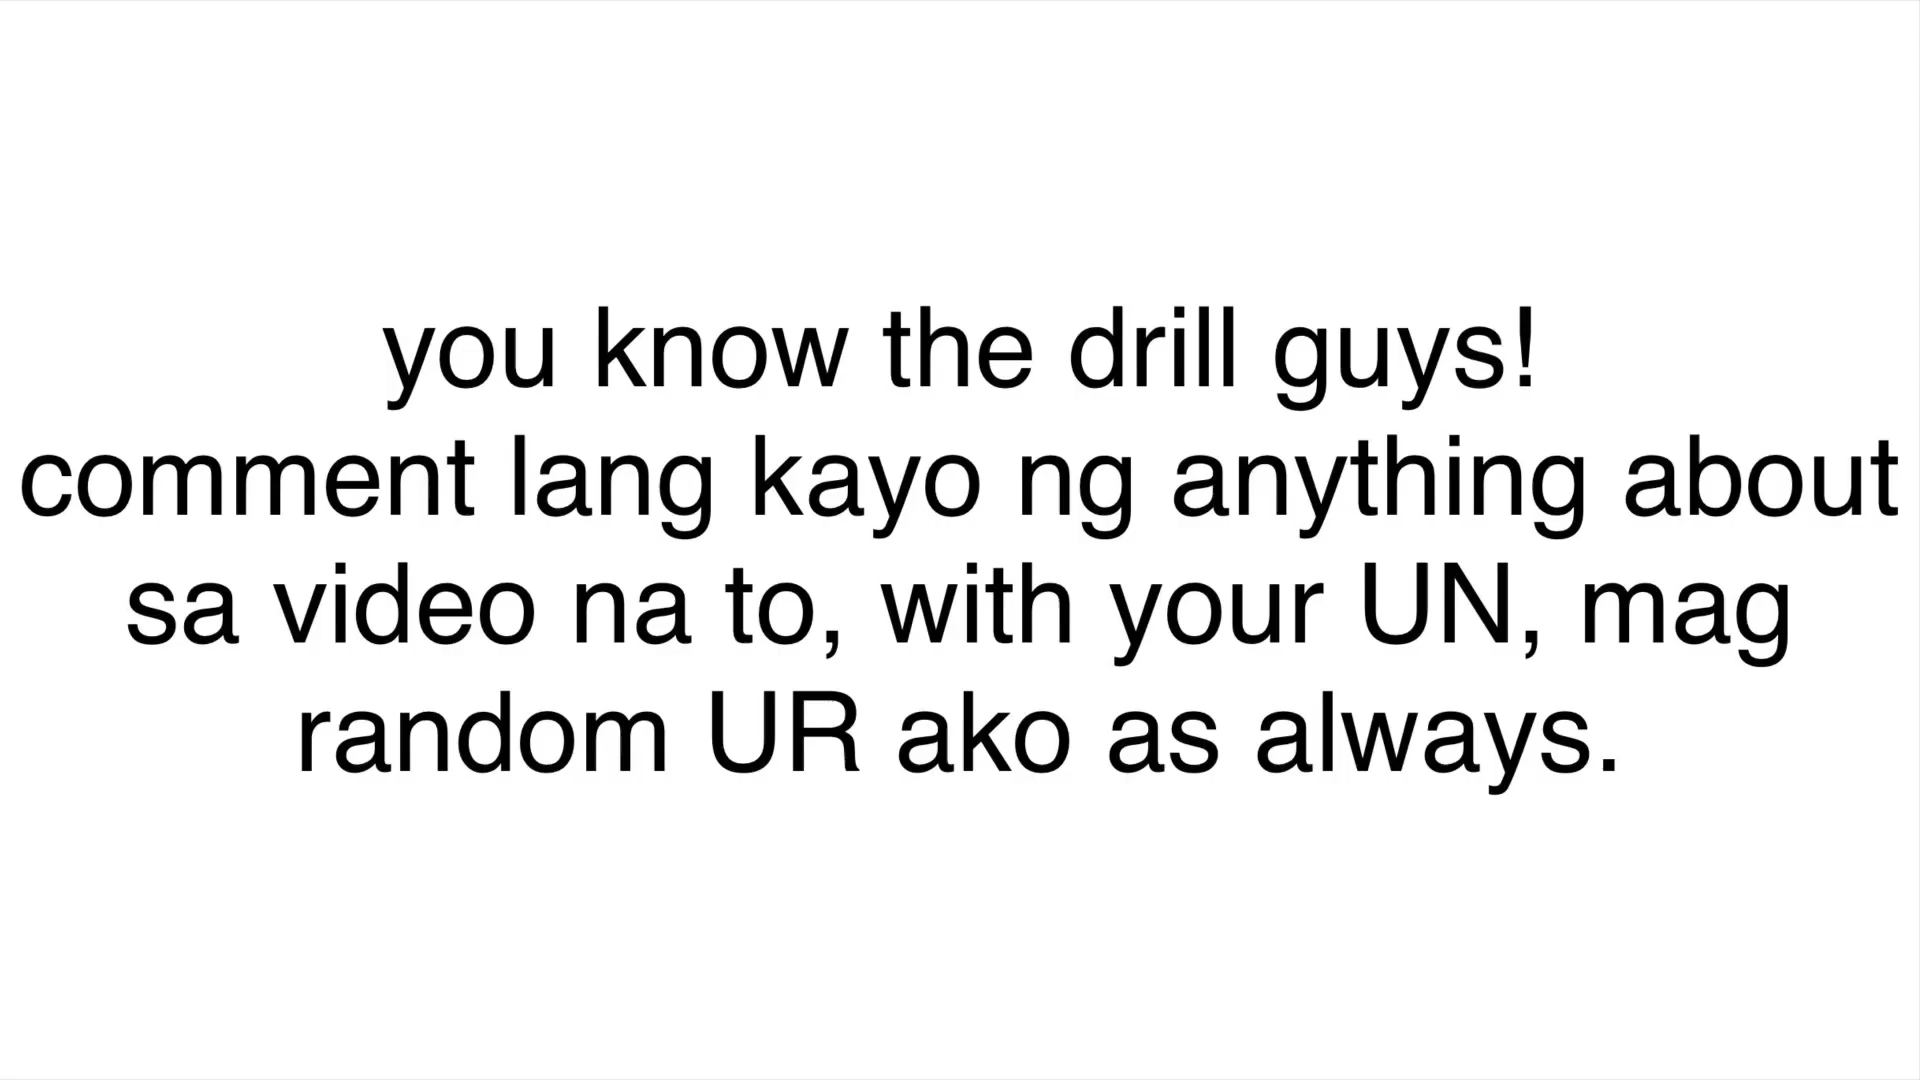 you know the drill guys!
comment lang kayo ng anything about
sa video na to, with your UN, mag
random UR ako as always.